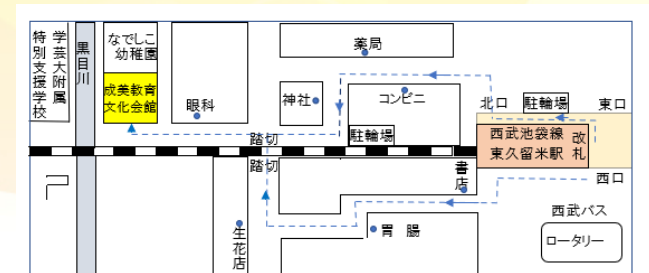 学芸大附属
特別支援学校
黒目川
なでしこ
幼稚園
成美教育
文化会館
眼科
薬局
神社
コンビニ
駐輪場
北口
駐輪場
東口
西武池袋線
東久留米駅
改札
踏切
踏切
書店
西口
西武バス
ロータリー
胃 腸
生花店